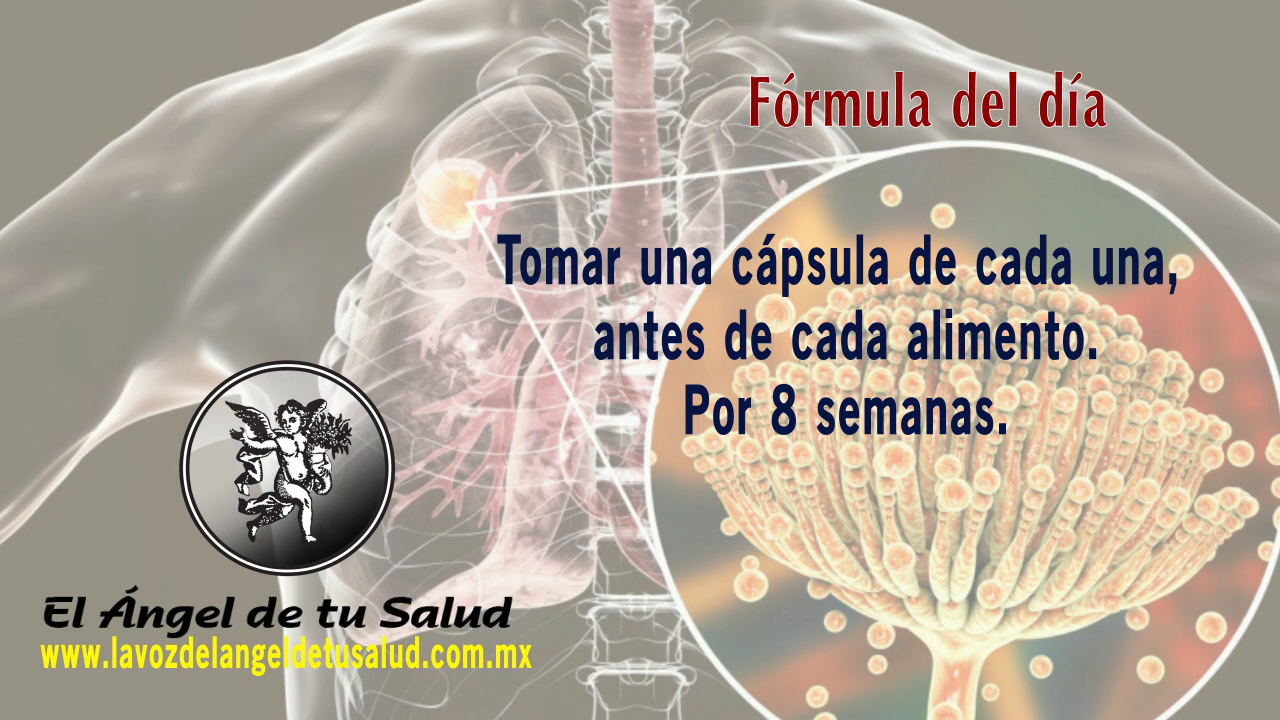 Fórmula del día
Tomar una cápsula de cada una,
antes de cada alimento.
Por 8 semanas.
El Ángel de tu Salud
www.lavozdelangeldetusalud.com.mx